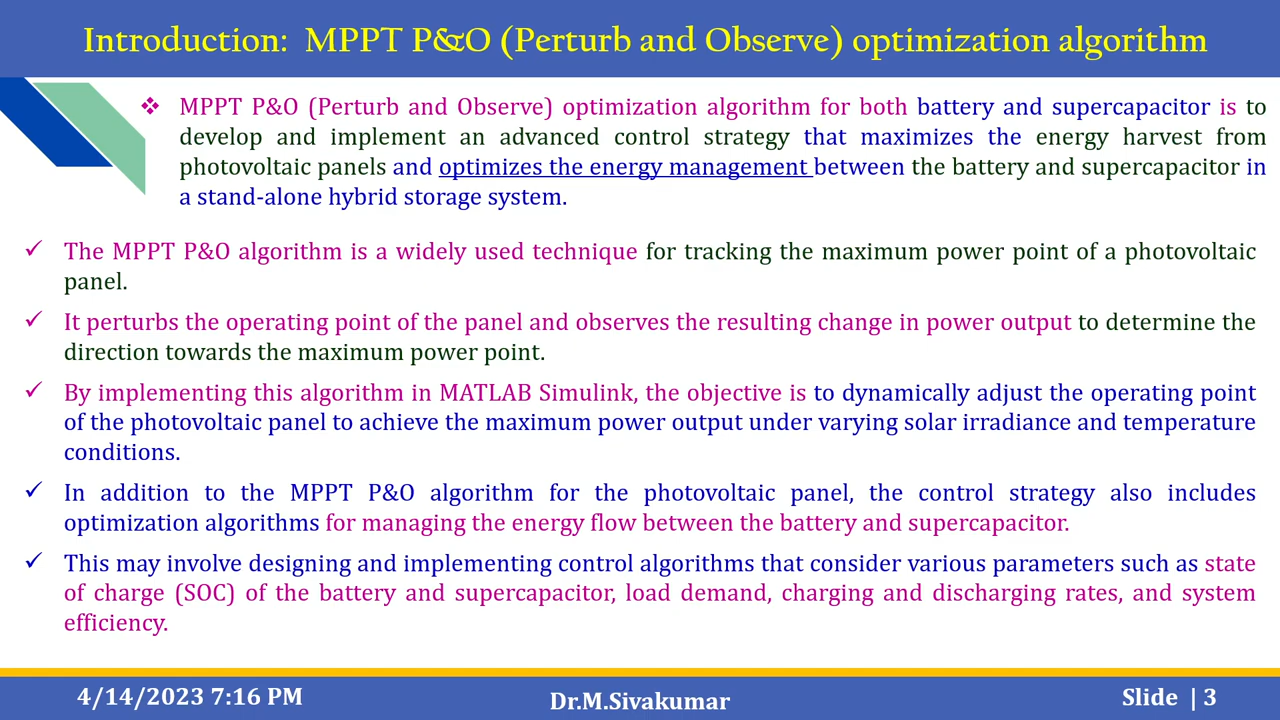 Introduction: MPPT P&O (Perturb and Observe) optimization algorithm
❖ MPPT P&O (Perturb and Observe) optimization algorithm for both battery and supercapacitor is to
develop and implement an advanced control strategy that maximizes the energy harvest from
photovoltaic panels and optimizes the energy management between the battery and supercapacitor in
a stand-alone hybrid storage system.
✓ The MPPT P&O algorithm is a widely used technique for tracking the maximum power point of a photovoltaic
panel.
✓ It perturbs the operating point of the panel and observes the resulting change in power output to determine the
direction towards the maximum power point.
✓ By implementing this algorithm in MATLAB Simulink, the objective is to dynamically adjust the operating point
of the photovoltaic panel to achieve the maximum power output under varying solar irradiance and temperature
conditions.
✓ In addition to the MPPT P&O algorithm for the photovoltaic panel, the control strategy also includes
optimization algorithms for managing the energy flow between the battery and supercapacitor.
✓ This may involve designing and implementing control algorithms that consider various parameters such as state
of charge (SOC) of the battery and supercapacitor, load demand, charging and discharging rates, and system
efficiency.
4/14/2023 7:16 PM
Dr.M.Sivakumar
Slide | 3